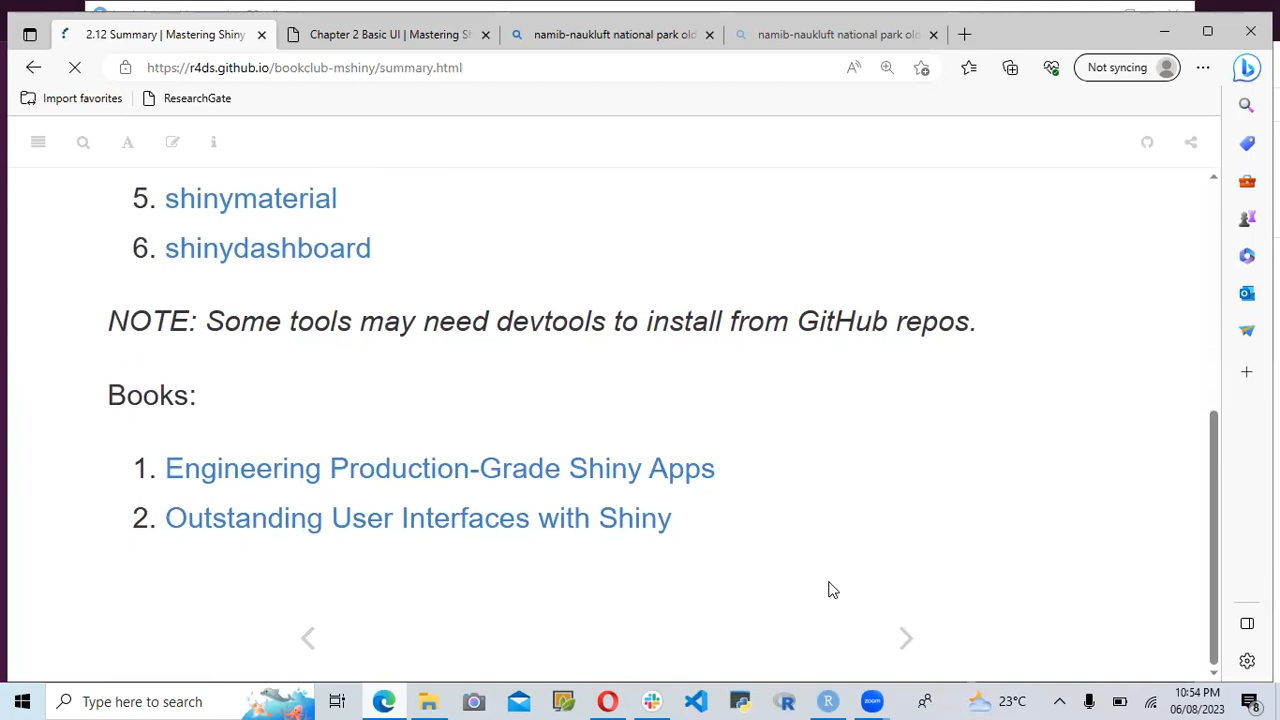 2.12 Summary | Mastering Shiny
Chapter 2 Basic UI | Mastering S
namib-naukluft national park old
namib-naukluft national park old
https://r4ds.github.io/bookclub-mshiny/summary.html
Not syncing
Import favorites
ResearchGate
5. shinymaterial
6. shinydashboard
NOTE: Some tools may need devtools to install from GitHub repos.
Books:
1. Engineering Production-Grade Shiny Apps
2. Outstanding User Interfaces with Shiny
Type here to search
zoom
23°C
10:54 PM
06/08/2023
8